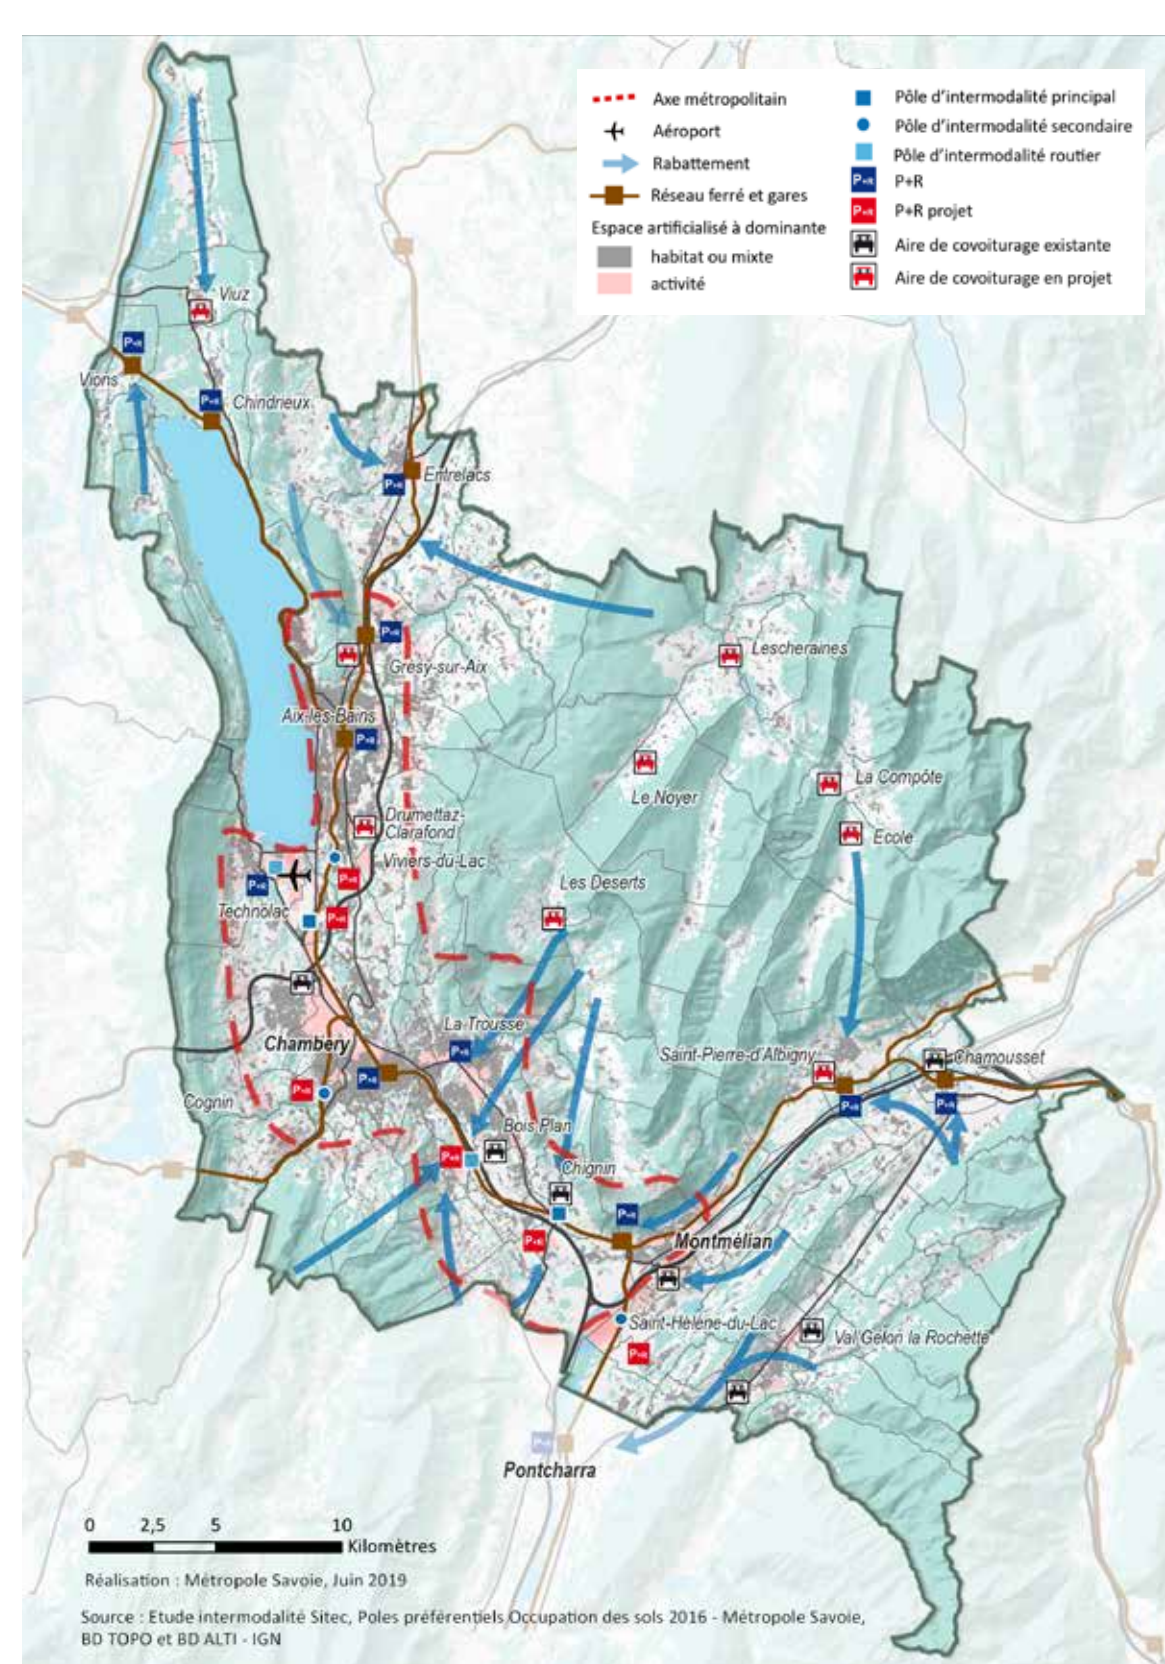 Axe métropolitain
Aéroport
Rabattement
Réseau ferré et gares
Espace artificialisé à dominante
habitat ou mixte
activité
Pôle d'intermodalité principal
Pôle d'intermodalité secondaire
Pôle d'intermodalité routier
P+R P+R
P+R P+R projet
Aire de covoiturage existante
Aire de covoiturage en projet
Viuz
P+R
Vions
P+R
Chindrieux
Entrelacs
P+R
P+R
Gresy-sur-Aix
Lescheraines
Aix-les-Bains
P+R
Le Noyer
La Compôte
Drumettaz-
Clarafond
Ecole
Viviers-du-Lac
P+R
P+R
Les Deserts
Technolac
P+R
La Trousse
P+R
Chambéry
P+R
P+R
Cognin
Saint-Pierre-d'Albigny
Chamousset
P+R
P+R
Bois Plan
P+R
Chignin
P+R
P+R
Montmélian
Saint-Hélène-du-Lac
P+R
Val Gelon la Rochette
P+R
Pontcharra
0 2,5 5 10
Kilomètres
Réalisation : Métropole Savoie, Juin 2019
Source : Etude intermodalité Sitec, Poles préférentiels Occupation des sols 2016 - Métropole Savoie,
BD TOPO et BD ALTI - IGN